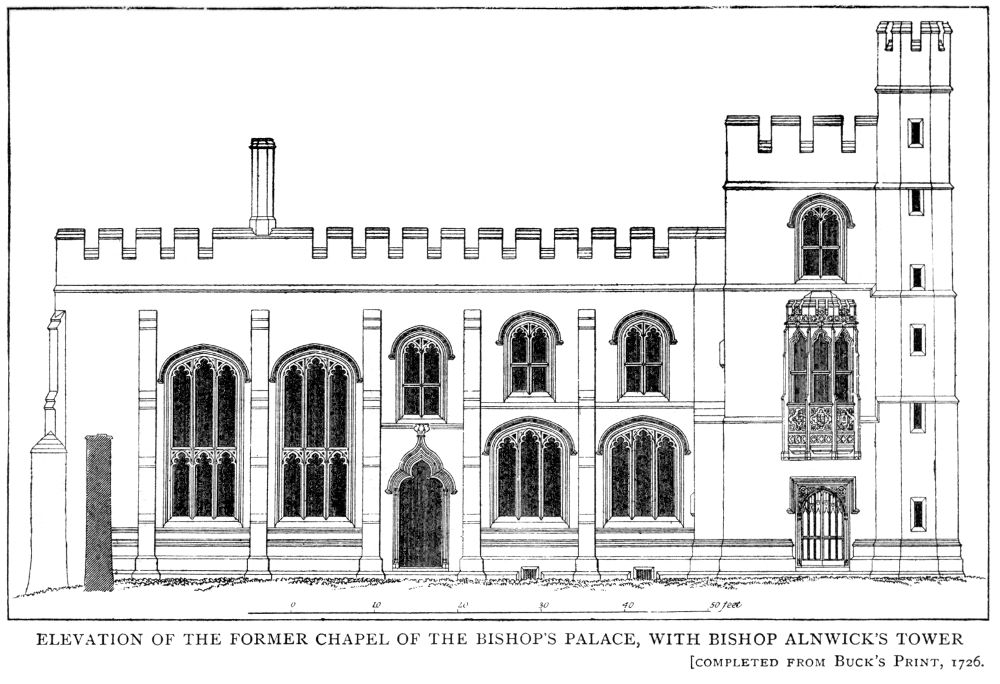 0 10 20 30 40 50 feet
ELEVATION OF THE FORMER CHAPEL OF THE BISHOP'S PALACE, WITH BISHOP ALNWICK'S TOWER
[COMPLETED FROM BUCK'S PRINT, 1726.